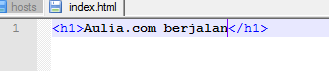 hosts index.html
1 <h1>Aulia.com berjalan</h1>